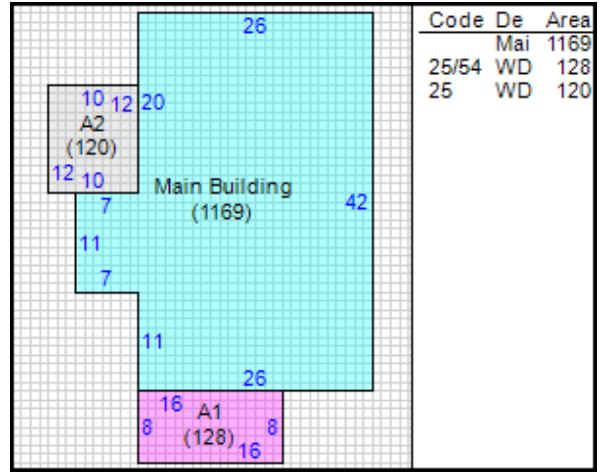 26
Code De Area
Mai 1169
25/54 WD 128
25 WD 120
10 12 20
A2
(120)
12 10
Main Building
(1169)
42
7
11
7
11
26
16 A1
8 (128) 8
16